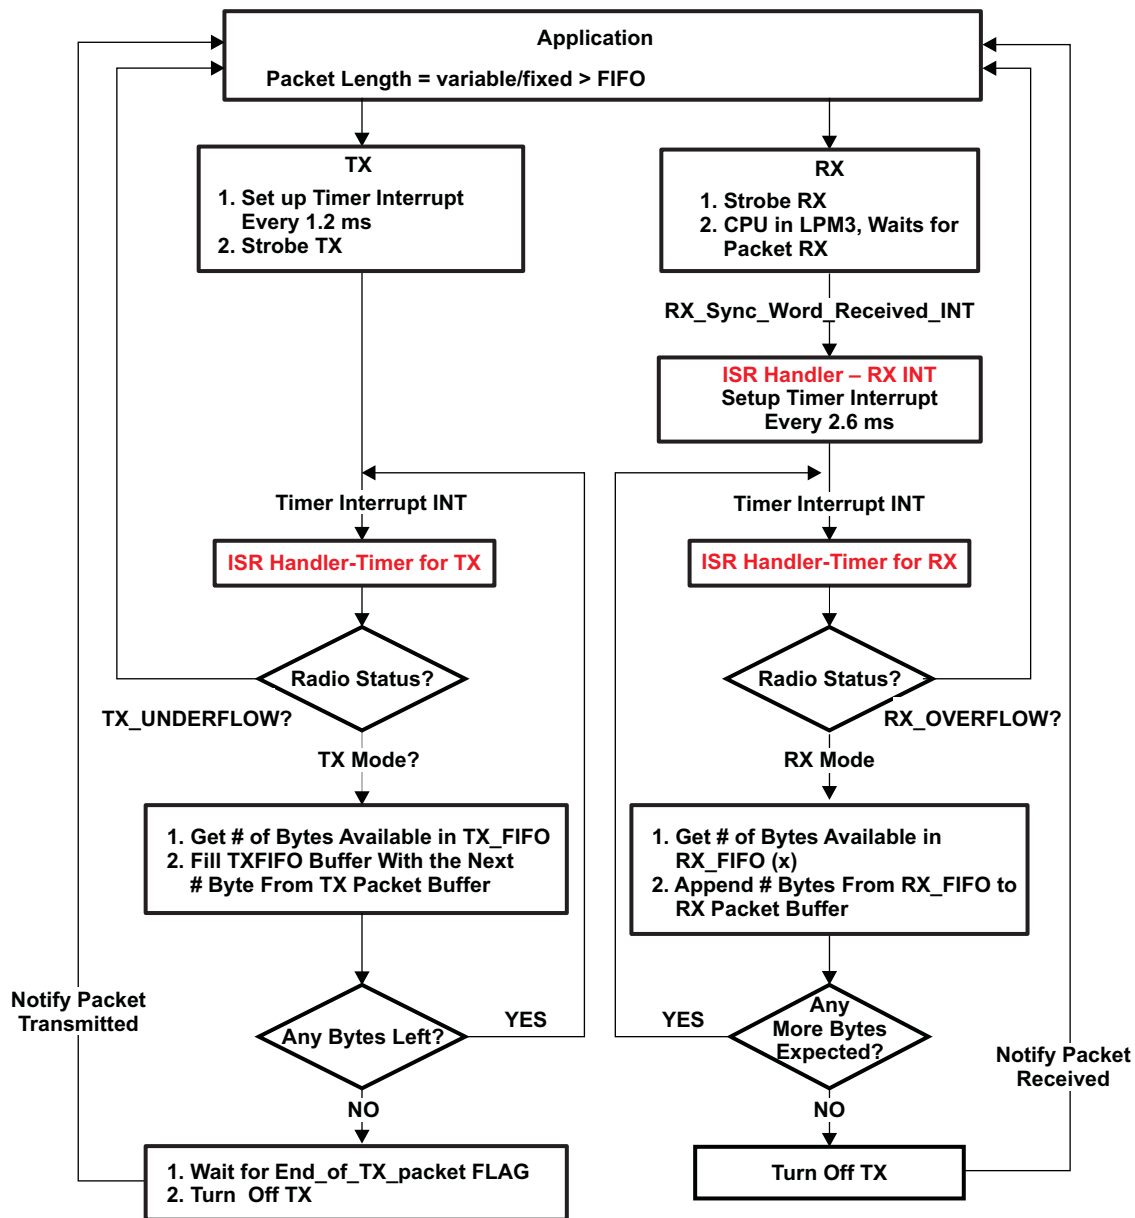 Application
Packet Length = variable/fixed > FIFO
TX
1. Set up Timer Interrupt
Every 1.2 ms
2. Strobe TX
RX
1. Strobe RX
2. CPU in LPM3, Waits for
Packet RX
RX_Sync_Word_Received_INT
ISR Handler – RX INT
Setup Timer Interrupt
Every 2.6 ms
Timer Interrupt INT
Timer Interrupt INT
ISR Handler-Timer for TX
ISR Handler-Timer for RX
Radio Status?
Radio Status?
TX_UNDERFLOW?
RX_OVERFLOW?
TX Mode?
RX Mode
1. Get # of Bytes Available in TX_FIFO
2. Fill TXFIFO Buffer With the Next
# Byte From TX Packet Buffer
1. Get # of Bytes Available in
RX_FIFO (x)
2. Append # Bytes From RX_FIFO to
RX Packet Buffer
Notify Packet
Transmitted
Any Bytes Left?
YES
YES
Any
More Bytes
Expected?
Notify Packet
Received
NO
NO
1. Wait for End_of_TX_packet FLAG
2. Turn Off TX
Turn Off TX